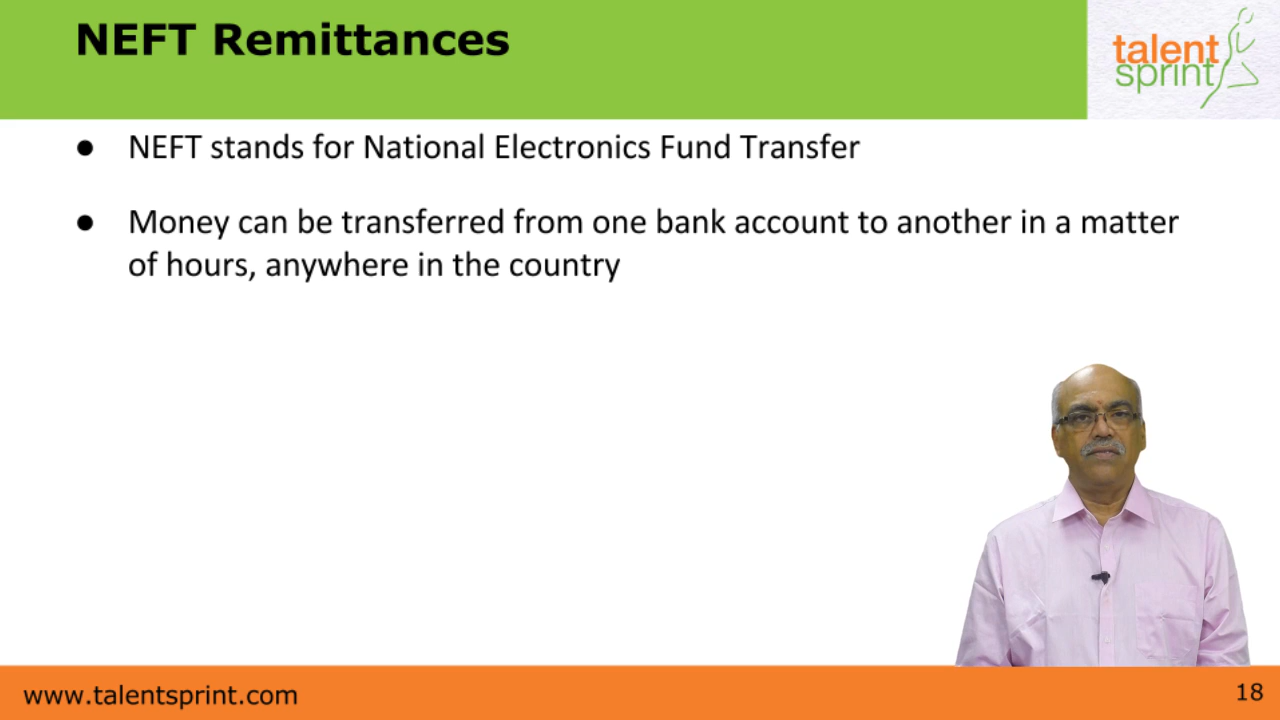 NEFT Remittances
talent
sprint
● NEFT stands for National Electronics Fund Transfer
● Money can be transferred from one bank account to another in a matter
of hours, anywhere in the country
www.talentsprint.com
18